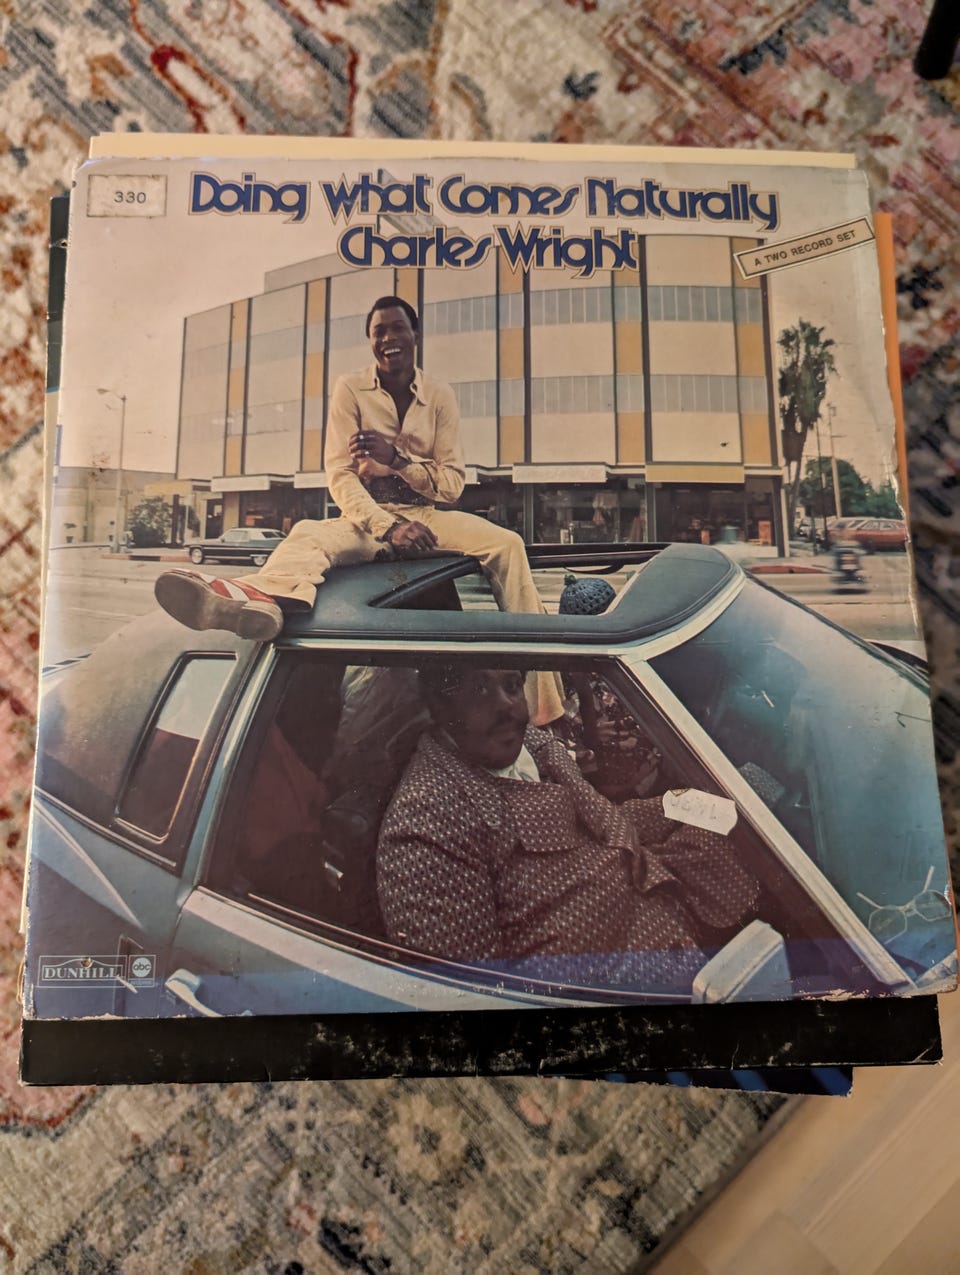 330
Doing what Comes Naturally
Charles Wright
A TWO RECORD SET
DUNHILL
abc